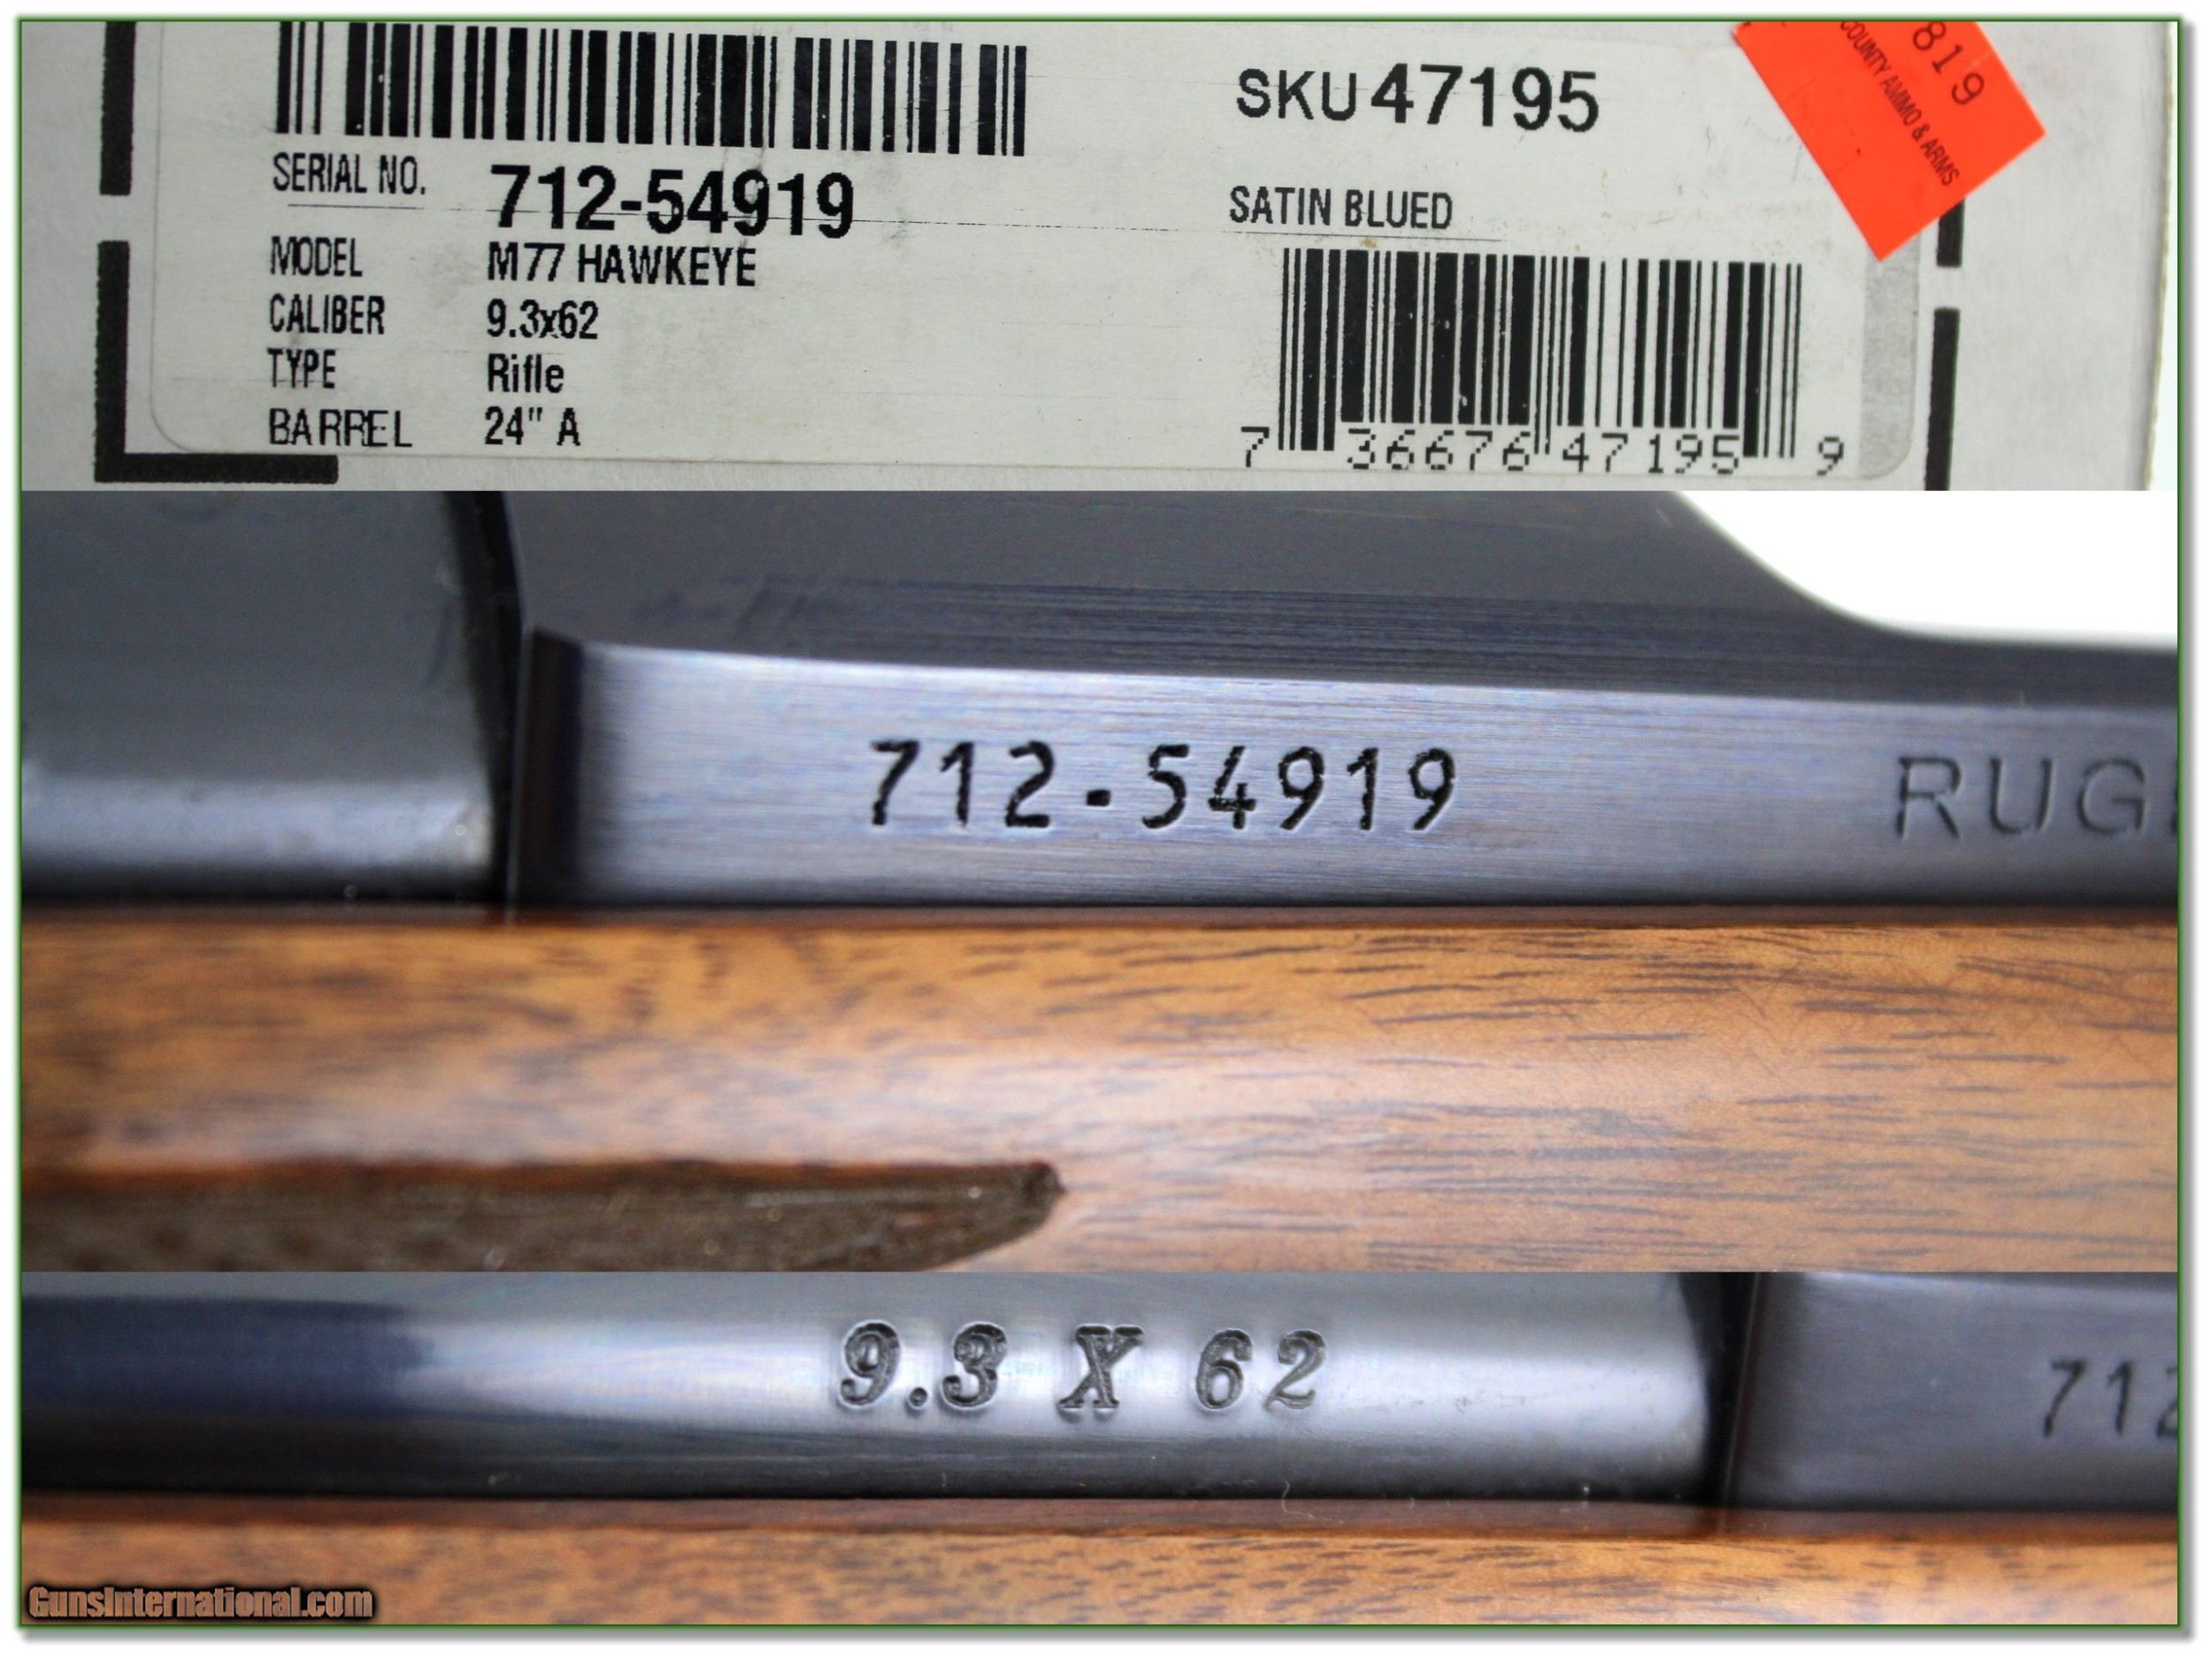 SKU 47195
819
COUNTY AMMO & ARMS
SERIAL NO. 712-54919
SATIN BLUED
MODEL M77 HAWKEYE
CALIBER 9.3x62
TYPE Rifle
BARREL 24" A
7 36676 47195 9
712-54919 RUG
9.3 X 62 712
GunsInternational.com